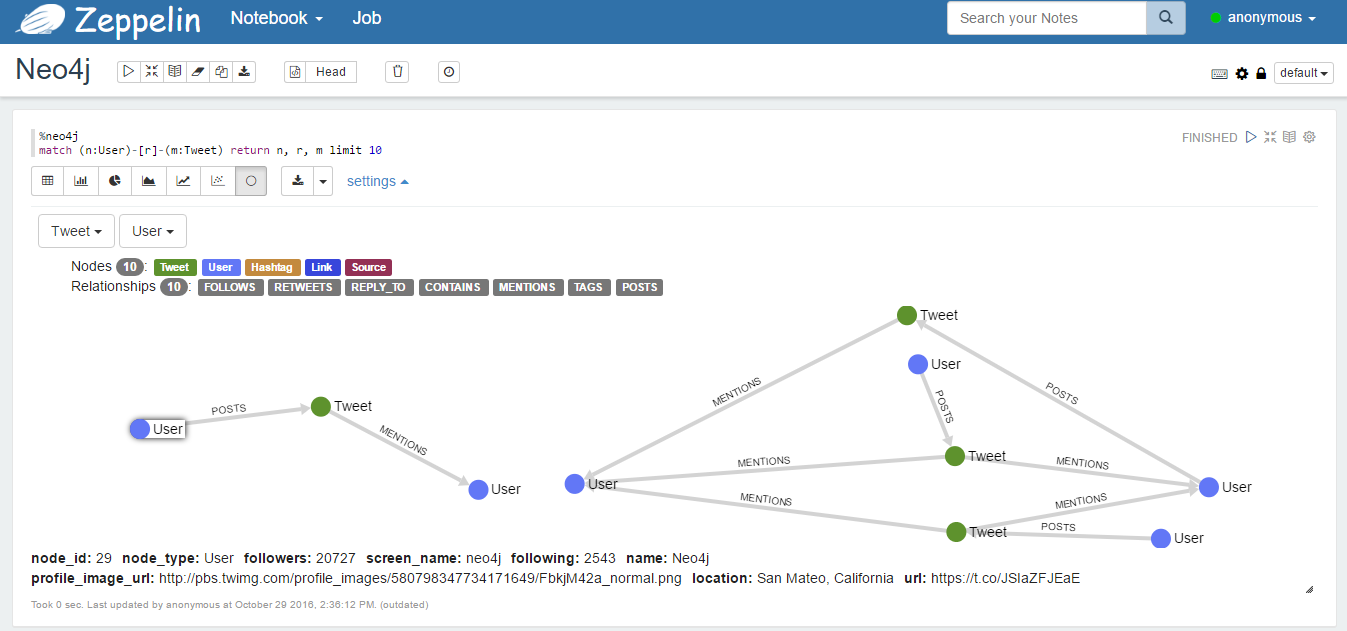 Zeppelin Notebook Job Search your Notes anonymous
Neo4j Head default
%neo4j
match (n:User)-[r]-(m:Tweet) return n, r, m limit 10
FINISHED
settings
Tweet User
Nodes 10 : Tweet User Hashtag Link Source
Relationships 10 : FOLLOWS RETWEETS REPLY_TO CONTAINS MENTIONS TAGS POSTS
Tweet
User
MENTIONS
POSTS
POSTS
POSTS
Tweet
User
MENTIONS
Tweet
MENTIONS
MENTIONS
User
User
User
MENTIONS
MENTIONS
POSTS
Tweet
User
node_id: 29 node_type: User followers: 20727 screen_name: neo4j following: 2543 name: Neo4j
profile_image_url: http://pbs.twimg.com/profile_images/580798347734171649/FbkjM42a_normal.png location: San Mateo, California url: https://t.co/JSIaZFJEaE
Took 0 sec. Last updated by anonymous at October 29 2016, 2:36:12 PM. (outdated)